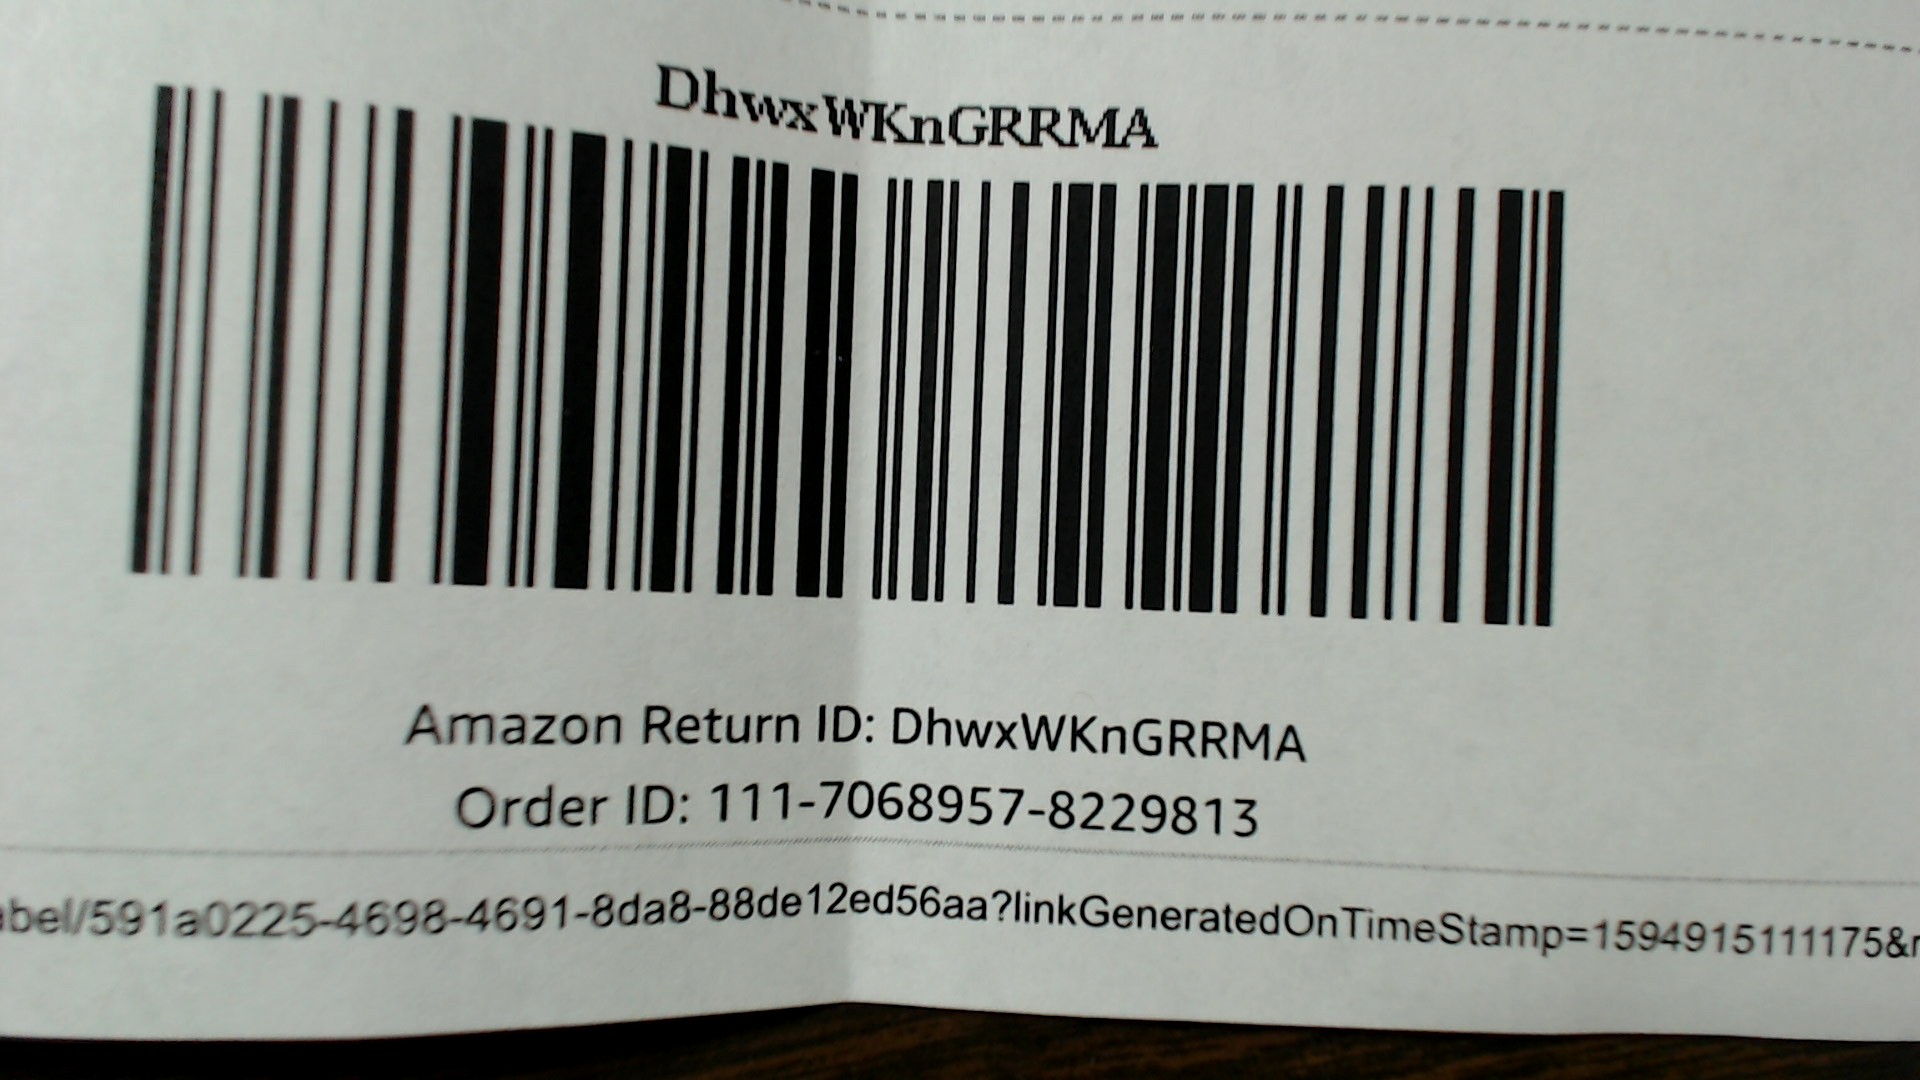 DhwxWKnGRRMA
Amazon Return ID: DhwxWKnGRRMA
Order ID: 111-7068957-8229813
abel/591a0225-4698-4691-8da8-88de12ed56aa?linkGeneratedOnTimeStamp=1594915111175&r